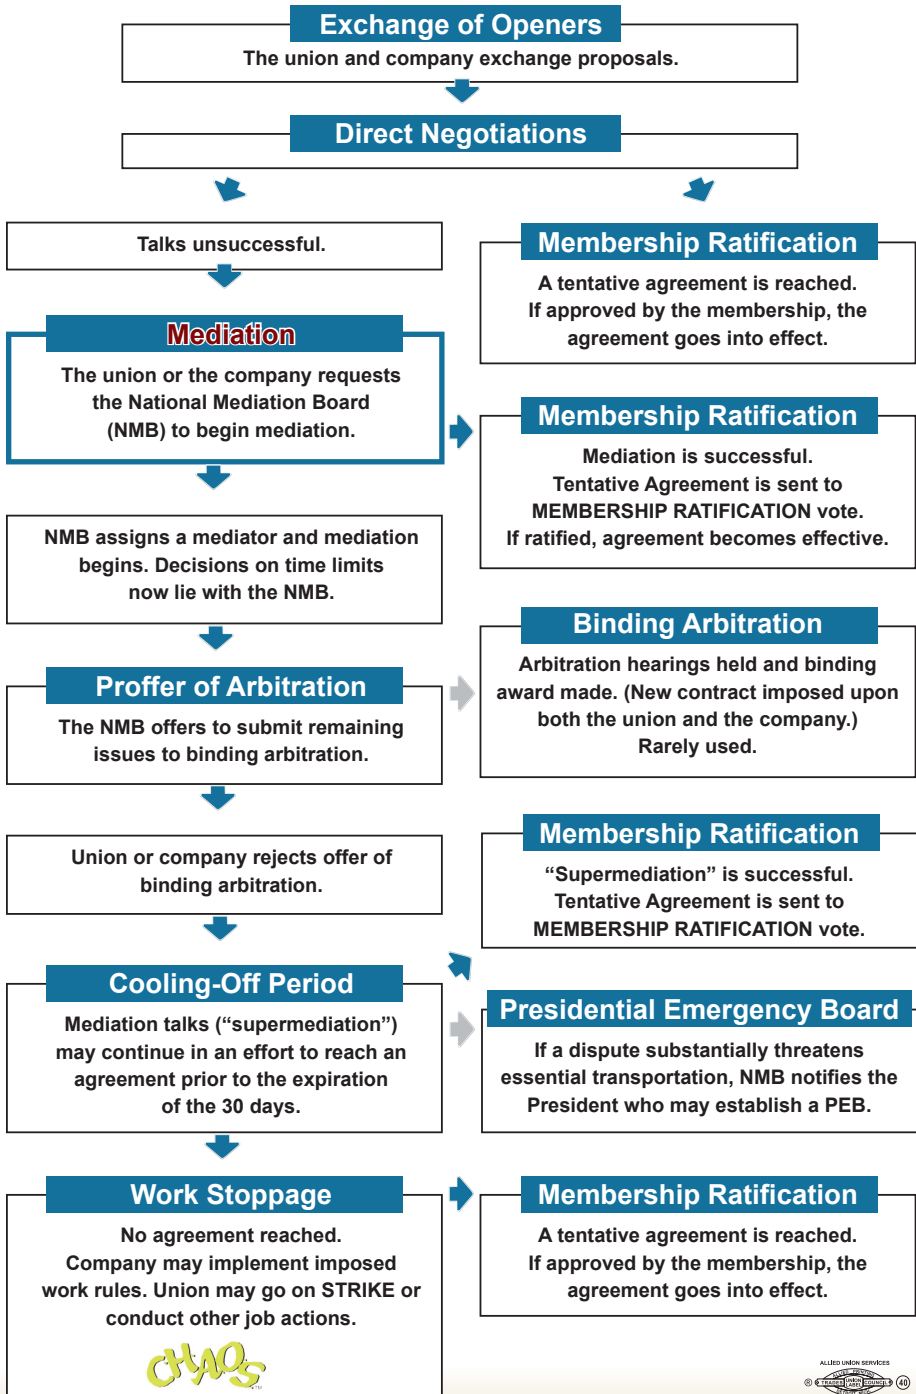 Exchange of Openers
The union and company exchange proposals.
Direct Negotiations
Talks unsuccessful.
Membership Ratification
A tentative agreement is reached.
If approved by the membership, the
agreement goes into effect.
Mediation
The union or the company requests
the National Mediation Board
(NMB) to begin mediation.
Membership Ratification
Mediation is successful.
Tentative Agreement is sent to
MEMBERSHIP RATIFICATION vote.
If ratified, agreement becomes effective.
NMB assigns a mediator and mediation
begins. Decisions on time limits
now lie with the NMB.
Proffer of Arbitration
The NMB offers to submit remaining
issues to binding arbitration.
Binding Arbitration
Arbitration hearings held and binding
award made. (New contract imposed upon
both the union and the company.)
Rarely used.
Union or company rejects offer of
binding arbitration.
Membership Ratification
“Supermediation” is successful.
Tentative Agreement is sent to
MEMBERSHIP RATIFICATION vote.
Cooling-Off Period
Mediation talks (“supermediation”)
may continue in an effort to reach an
agreement prior to the expiration
of the 30 days.
Presidential Emergency Board
If a dispute substantially threatens
essential transportation, NMB notifies the
President who may establish a PEB.
Work Stoppage
No agreement reached.
Company may implement imposed
work rules. Union may go on STRIKE or
conduct other job actions.
CHAOS™
Membership Ratification
A tentative agreement is reached.
If approved by the membership, the
agreement goes into effect.
ALLIED UNION SERVICES
® TRADES UNION LABEL COUNCIL 40